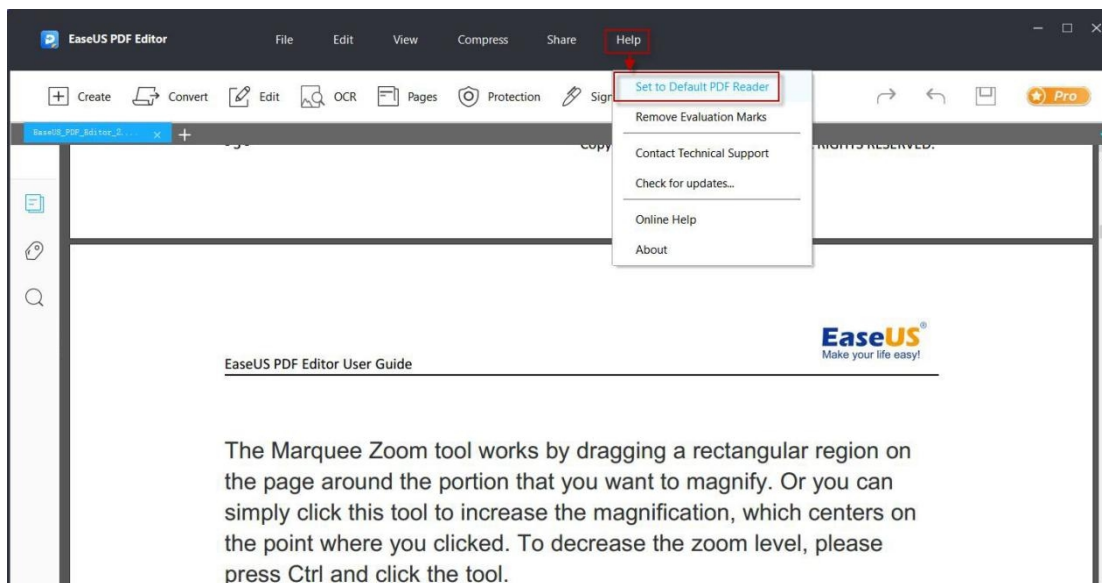 EaseUS PDF Editor
File Edit View Compress Share Help
Create Convert Edit OCR Pages Protection Sign Pro
Set to Default PDF Reader
Remove Evaluation Marks
Contact Technical Support
Check for updates...
Online Help
About
EaseUS_PDF_Editor_
RIGHTS RESERVED.
EaseUS®
Make your life easy!
EaseUS PDF Editor User Guide
The Marquee Zoom tool works by dragging a rectangular region on
the page around the portion that you want to magnify. Or you can
simply click this tool to increase the magnification, which centers on
the point where you clicked. To decrease the zoom level, please
press Ctrl and click the tool.